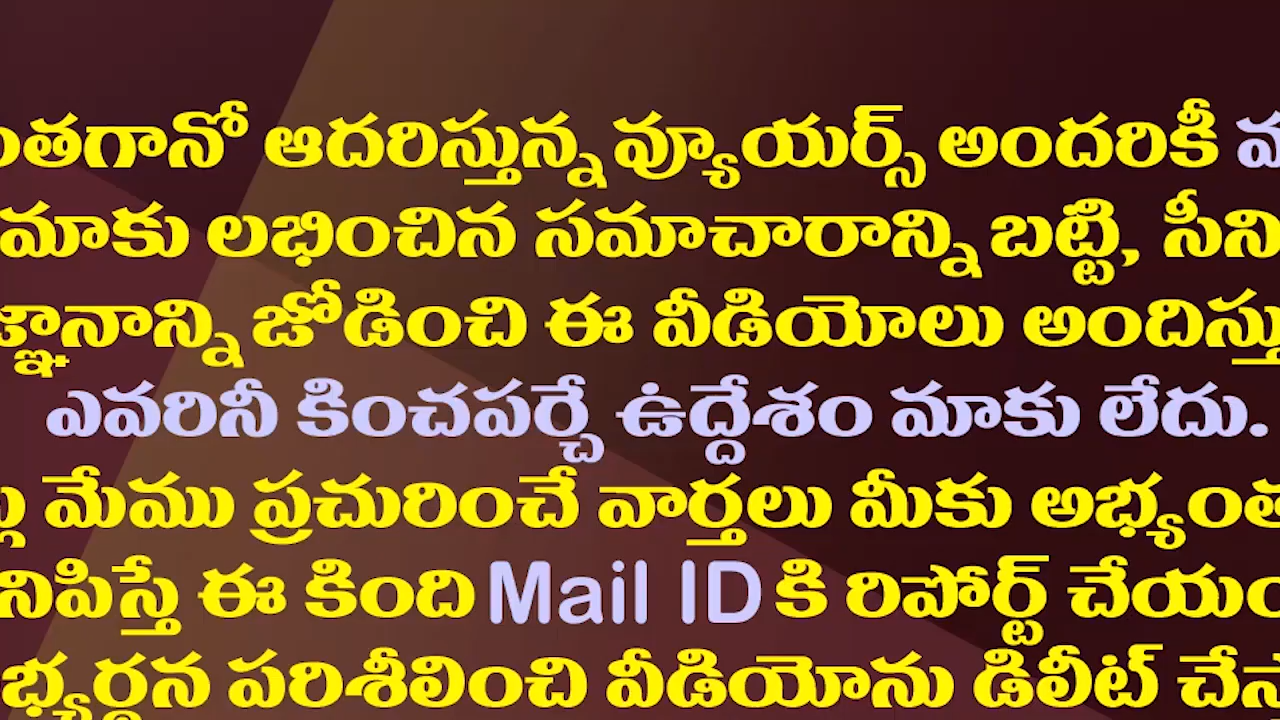 ంతగానో ఆదరిస్తున్న వ్యూయర్స్ అందరికీ
మాకు లభించిన సమాచారాన్ని బట్టి, సీని
జ్ఞానాన్ని జోడించి ఈ వీడియోలు అందిస్తు
ఎవరినీ కించపర్చే ఉద్దేశం మాకు లేదు.
మేము ప్రచురించే వార్తలు మీకు అభ్యంత
నిపిస్తే ఈ కింది Mail ID కి రిపోర్ట్ చేయం
భ్యర్థన పరిశీలించి వీడియోను డిలీట్ చేస